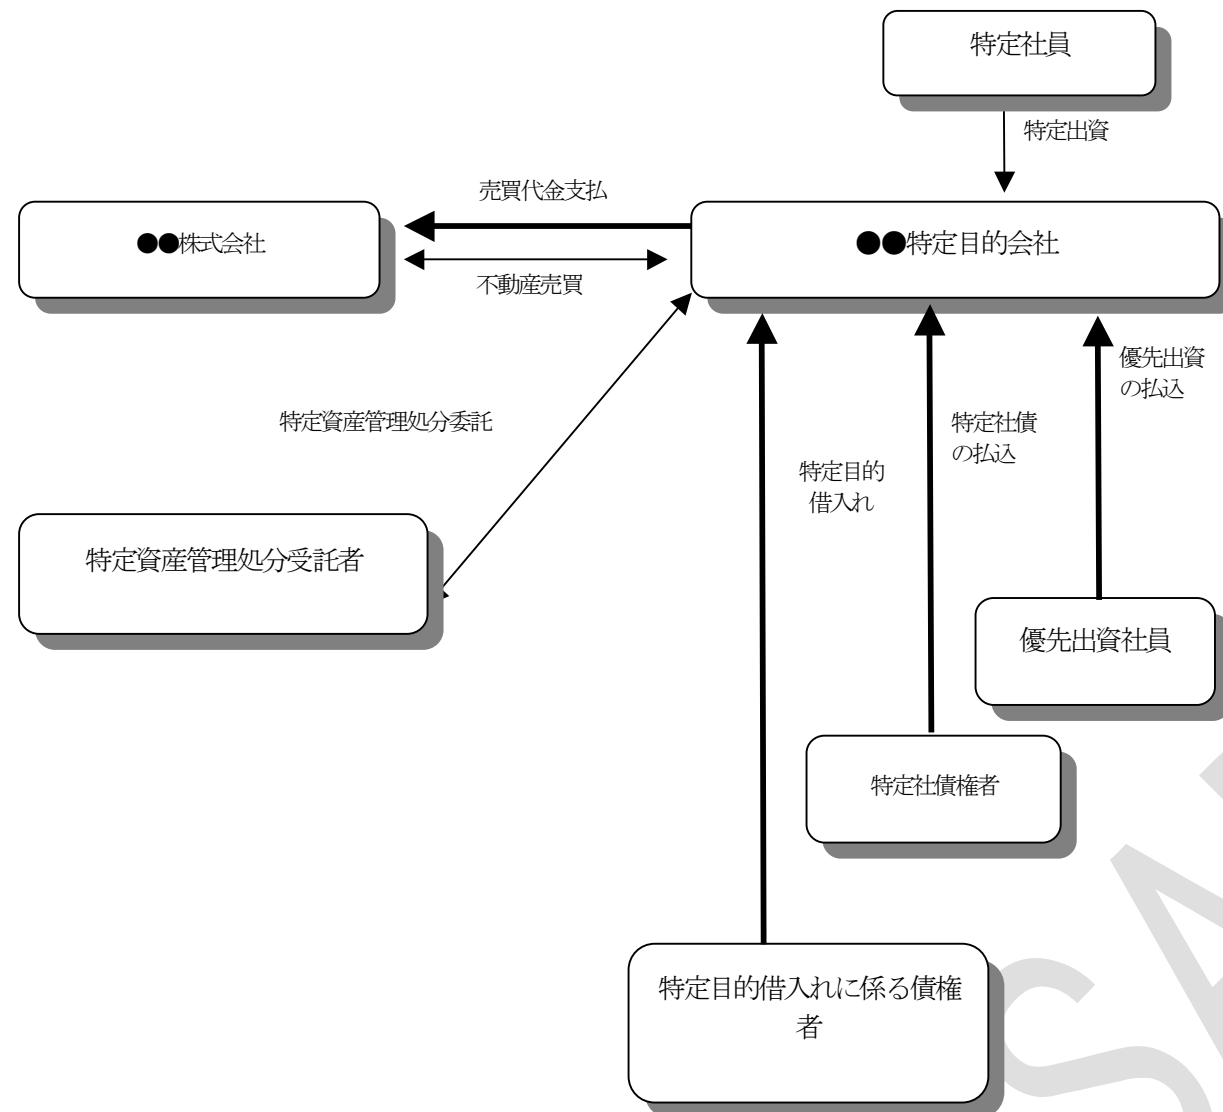 特定社員
特定出資
売買代金支払
●●株式会社
●●特定目的会社
不動産売買
優先出資
の払込
特定資産管理処分委託
特定社債
の払込
特定目的
借入れ
特定資産管理処分受託者
優先出資社員
特定社債権者
特定目的借入れに係る債権
者
SA